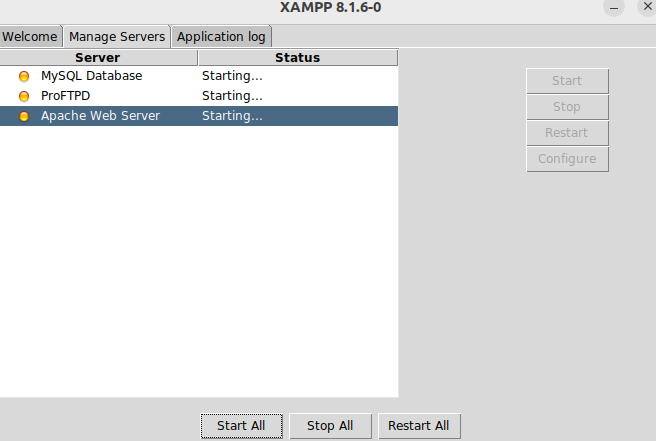 XAMPP 8.1.6-0
Welcome Manage Servers Application log
Server Status
MySQL Database Starting...
Start
ProFTPD Starting...
Stop
Apache Web Server Starting...
Restart
Configure
Start All Stop All Restart All